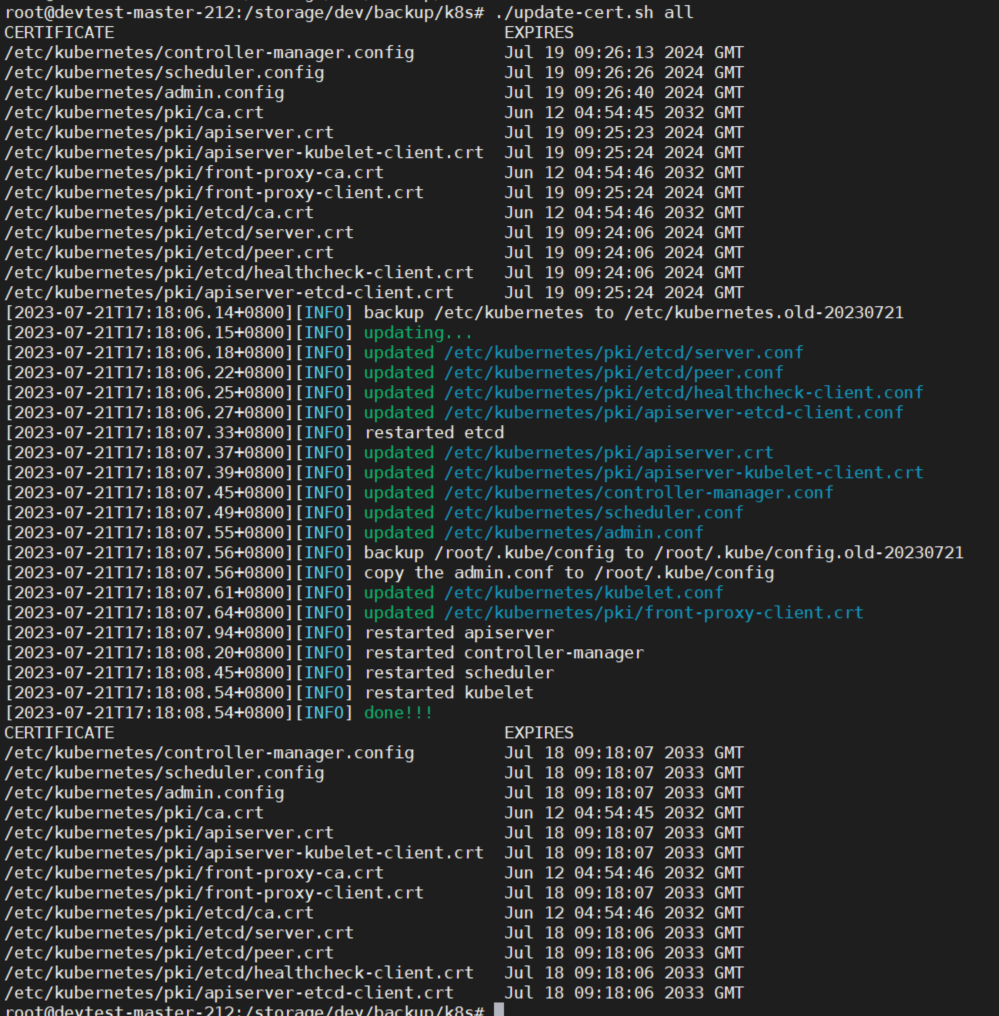 root@devtest-master-212:/storage/dev/backup/k8s# ./update-cert.sh all
CERTIFICATE EXPIRES
/etc/kubernetes/controller-manager.config Jul 19 09:26:13 2024 GMT
/etc/kubernetes/scheduler.config Jul 19 09:26:26 2024 GMT
/etc/kubernetes/admin.config Jul 19 09:26:40 2024 GMT
/etc/kubernetes/pki/ca.crt Jun 12 04:54:45 2032 GMT
/etc/kubernetes/pki/apiserver.crt Jul 19 09:25:23 2024 GMT
/etc/kubernetes/pki/apiserver-kubelet-client.crt Jul 19 09:25:24 2024 GMT
/etc/kubernetes/pki/front-proxy-ca.crt Jun 12 04:54:46 2032 GMT
/etc/kubernetes/pki/front-proxy-client.crt Jul 19 09:25:24 2024 GMT
/etc/kubernetes/pki/etcd/ca.crt Jun 12 04:54:46 2032 GMT
/etc/kubernetes/pki/etcd/server.crt Jul 19 09:24:06 2024 GMT
/etc/kubernetes/pki/etcd/peer.crt Jul 19 09:24:06 2024 GMT
/etc/kubernetes/pki/etcd/healthcheck-client.crt Jul 19 09:24:06 2024 GMT
/etc/kubernetes/pki/apiserver-etcd-client.crt Jul 19 09:25:24 2024 GMT
[2023-07-21T17:18:06.14+0800][INFO] backup /etc/kubernetes to /etc/kubernetes.old-20230721
[2023-07-21T17:18:06.15+0800][INFO] updating...
[2023-07-21T17:18:06.18+0800][INFO] updated /etc/kubernetes/pki/etcd/server.conf
[2023-07-21T17:18:06.22+0800][INFO] updated /etc/kubernetes/pki/etcd/peer.conf
[2023-07-21T17:18:06.25+0800][INFO] updated /etc/kubernetes/pki/etcd/healthcheck-client.conf
[2023-07-21T17:18:06.27+0800][INFO] updated /etc/kubernetes/pki/apiserver-etcd-client.conf
[2023-07-21T17:18:07.33+0800][INFO] restarted etcd
[2023-07-21T17:18:07.37+0800][INFO] updated /etc/kubernetes/pki/apiserver.crt
[2023-07-21T17:18:07.39+0800][INFO] updated /etc/kubernetes/pki/apiserver-kubelet-client.crt
[2023-07-21T17:18:07.45+0800][INFO] updated /etc/kubernetes/controller-manager.conf
[2023-07-21T17:18:07.49+0800][INFO] updated /etc/kubernetes/scheduler.conf
[2023-07-21T17:18:07.55+0800][INFO] updated /etc/kubernetes/admin.conf
[2023-07-21T17:18:07.56+0800][INFO] backup /root/.kube/config to /root/.kube/config.old-20230721
[2023-07-21T17:18:07.56+0800][INFO] copy the admin.conf to /root/.kube/config
[2023-07-21T17:18:07.61+0800][INFO] updated /etc/kubernetes/kubelet.conf
[2023-07-21T17:18:07.64+0800][INFO] updated /etc/kubernetes/pki/front-proxy-client.crt
[2023-07-21T17:18:07.94+0800][INFO] restarted apiserver
[2023-07-21T17:18:08.20+0800][INFO] restarted controller-manager
[2023-07-21T17:18:08.45+0800][INFO] restarted scheduler
[2023-07-21T17:18:08.54+0800][INFO] restarted kubelet
[2023-07-21T17:18:08.54+0800][INFO] done!!!
CERTIFICATE EXPIRES
/etc/kubernetes/controller-manager.config Jul 18 09:18:07 2033 GMT
/etc/kubernetes/scheduler.config Jul 18 09:18:07 2033 GMT
/etc/kubernetes/admin.config Jul 18 09:18:07 2033 GMT
/etc/kubernetes/pki/ca.crt Jun 12 04:54:45 2032 GMT
/etc/kubernetes/pki/apiserver.crt Jul 18 09:18:07 2033 GMT
/etc/kubernetes/pki/apiserver-kubelet-client.crt Jul 18 09:18:07 2033 GMT
/etc/kubernetes/pki/front-proxy-ca.crt Jun 12 04:54:46 2032 GMT
/etc/kubernetes/pki/front-proxy-client.crt Jul 18 09:18:07 2033 GMT
/etc/kubernetes/pki/etcd/ca.crt Jun 12 04:54:46 2032 GMT
/etc/kubernetes/pki/etcd/server.crt Jul 18 09:18:06 2033 GMT
/etc/kubernetes/pki/etcd/peer.crt Jul 18 09:18:06 2033 GMT
/etc/kubernetes/pki/etcd/healthcheck-client.crt Jul 18 09:18:06 2033 GMT
/etc/kubernetes/pki/apiserver-etcd-client.crt Jul 18 09:18:06 2033 GMT
root@devtest-master-212:/storage/dev/backup/k8s#